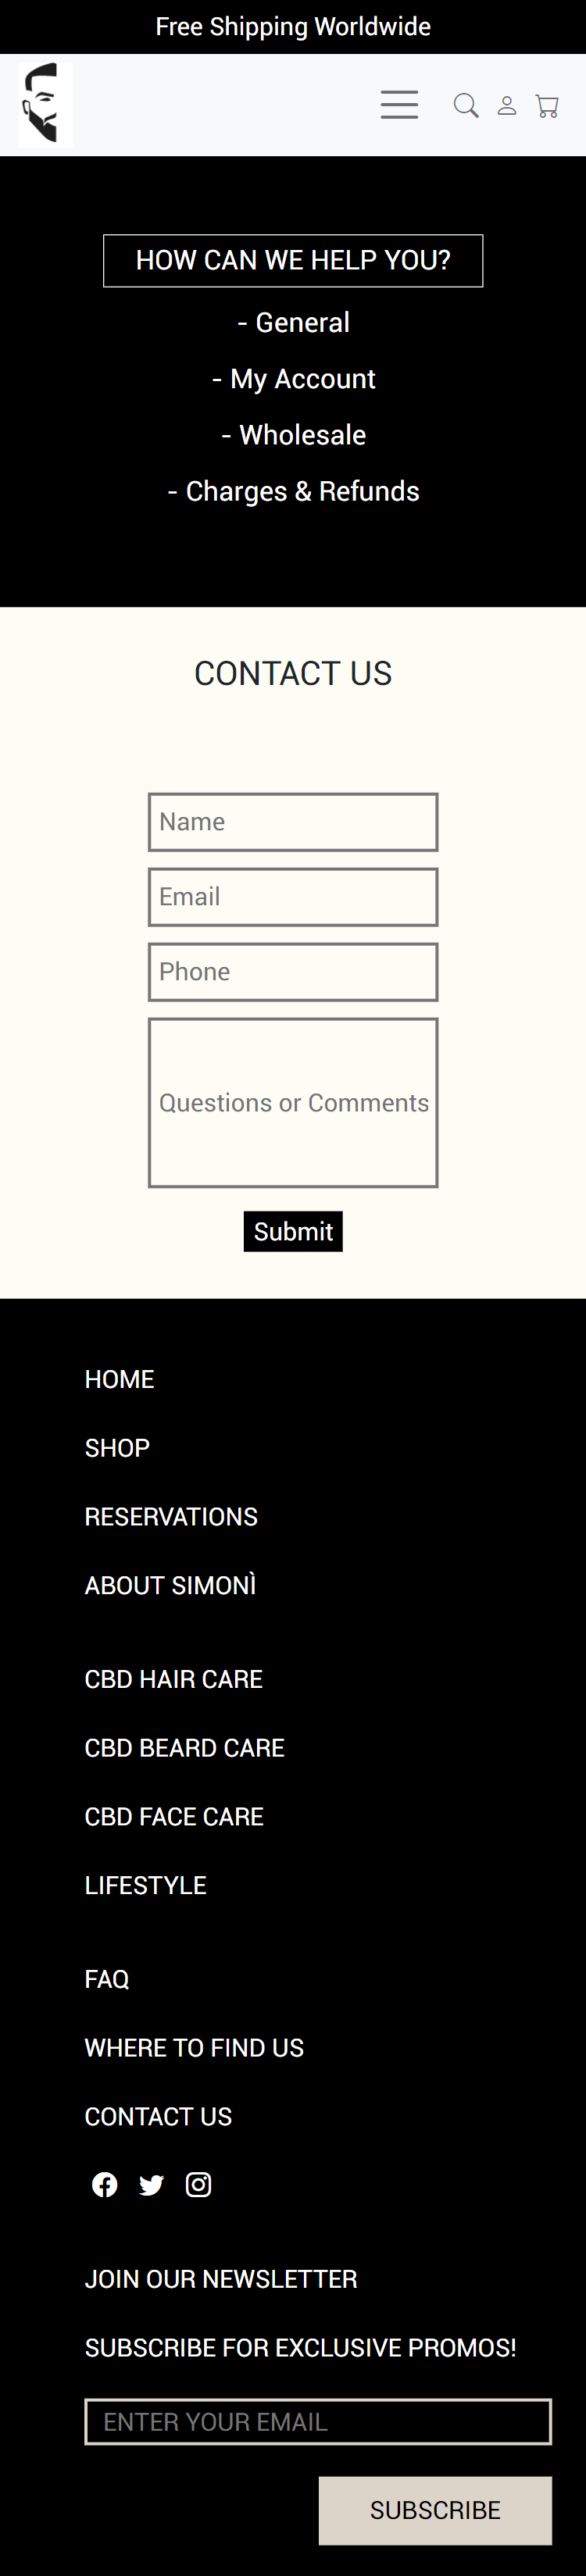 Free Shipping Worldwide
HOW CAN WE HELP YOU?
- General
- My Account
- Wholesale
- Charges & Refunds
CONTACT US
Name
Email
Phone
Questions or Comments
Submit
HOME
SHOP
RESERVATIONS
ABOUT SIMONÌ
CBD HAIR CARE
CBD BEARD CARE
CBD FACE CARE
LIFESTYLE
FAQ
WHERE TO FIND US
CONTACT US
JOIN OUR NEWSLETTER
SUBSCRIBE FOR EXCLUSIVE PROMOS!
ENTER YOUR EMAIL
SUBSCRIBE